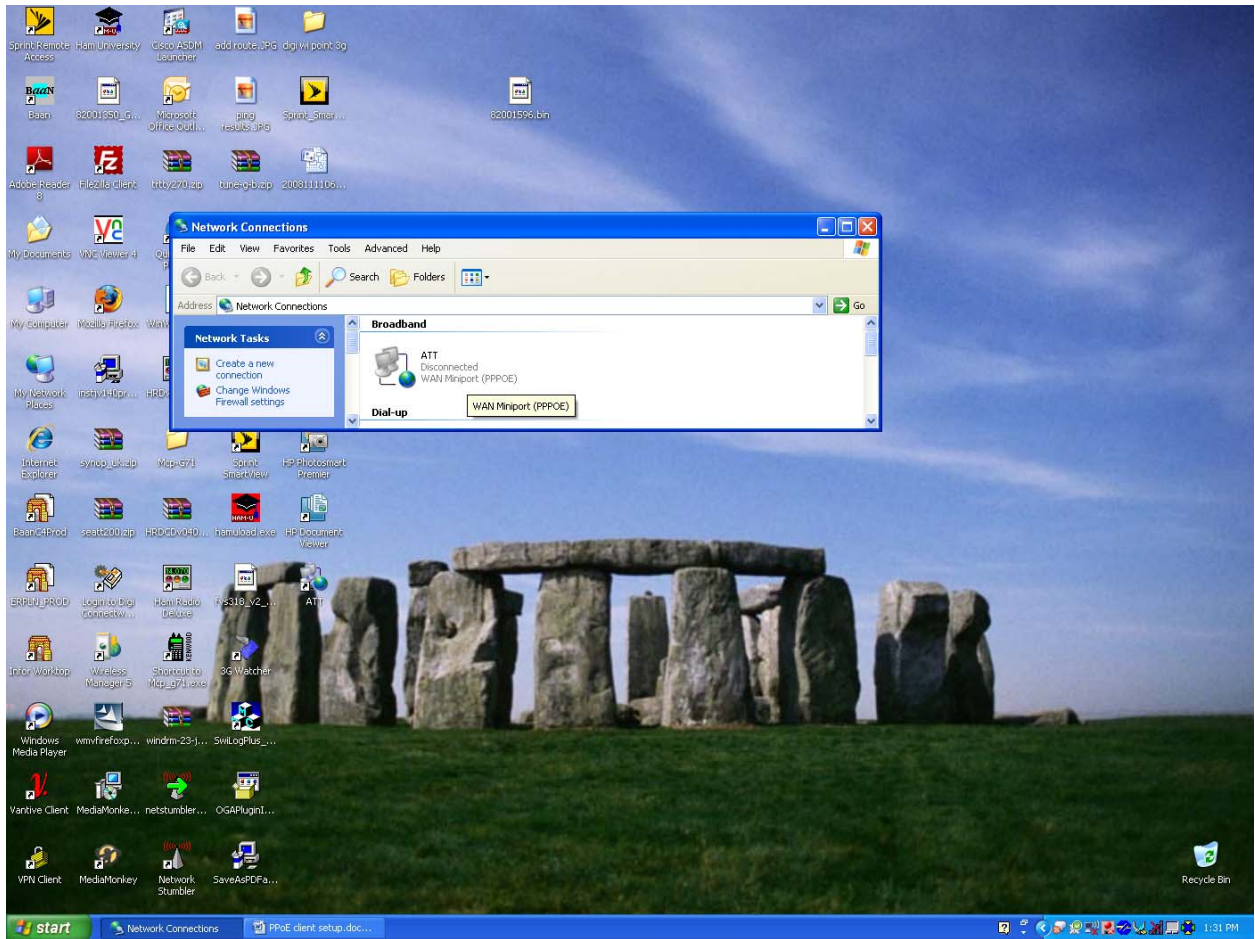 Sprint Remote Access
Ham University
Cisco ASDM Launcher
add route.JPG
digi wi point 3g
Baan
82001350_G...
Microsoft Office Outl...
ping results.JPG
Sprint_Smar...
82001596.bin
Adobe Reader 8
FileZilla Client
trtty270.zip
tune-g-b.zip
2008111106...
My Documents
VNC Viewer 4
My Computer
Mozilla Firefox
My Network Places
Network Connections
File Edit View Favorites Tools Advanced Help
Back Search Folders
Address Network Connections Go
Network Tasks
Create a new connection
Change Windows Firewall settings
Broadband
ATT
Disconnected
WAN Miniport (PPPOE)
WAN Miniport (PPPOE)
Dial-up
Internet Explorer
synop_uk.zip
Mcp-G71
Sprint SmartView
HP Photosmart Premier
BaanC4Prod
seatt200.zip
HRDCDv040...
hamuload.exe
HP Document Viewer
ERPLN_PROD
Login to Digi Connectw...
Ham Radio Deluxe
fvs318_v2_...
ATT
Infor Worktop
Wireless Manager 5
Shortcut to Mcp_g71.exe
3G Watcher
Windows Media Player
wmvfirefoxp...
windrm-23-j...
SwiLogPlus_...
Vantive Client
MediaMonke...
netstumbler...
OGAPluginI...
VPN Client
MediaMonkey
Network Stumbler
SaveAsPDFa...
Recycle Bin
start
Network Connections
PPoE client setup.doc...
1:31 PM